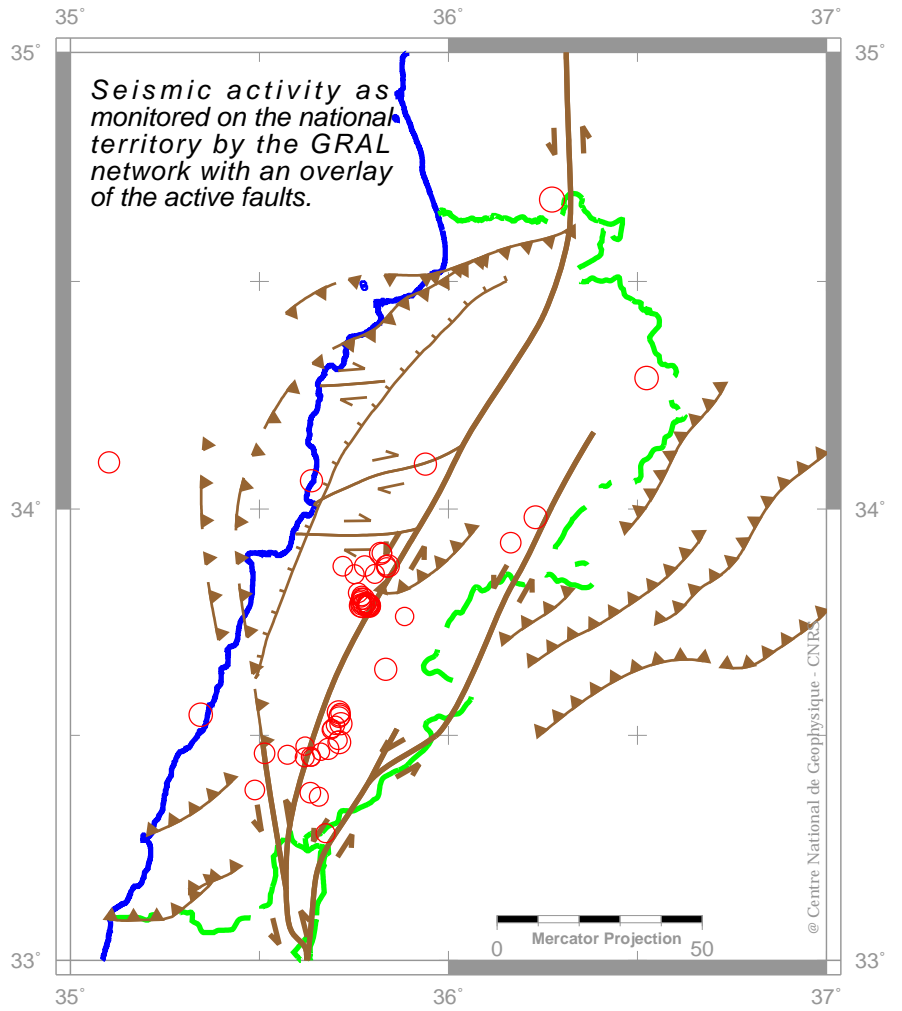 35˚ 36˚ 37˚
35˚ 35˚
Seismic activity as
monitored on the national
territory by the GRAL
network with an overlay
of the active faults.
34˚ 34˚
@ Centre National de Geophysique - CNRS
Mercator Projection
0 50
33˚ 33˚
35˚ 36˚ 37˚